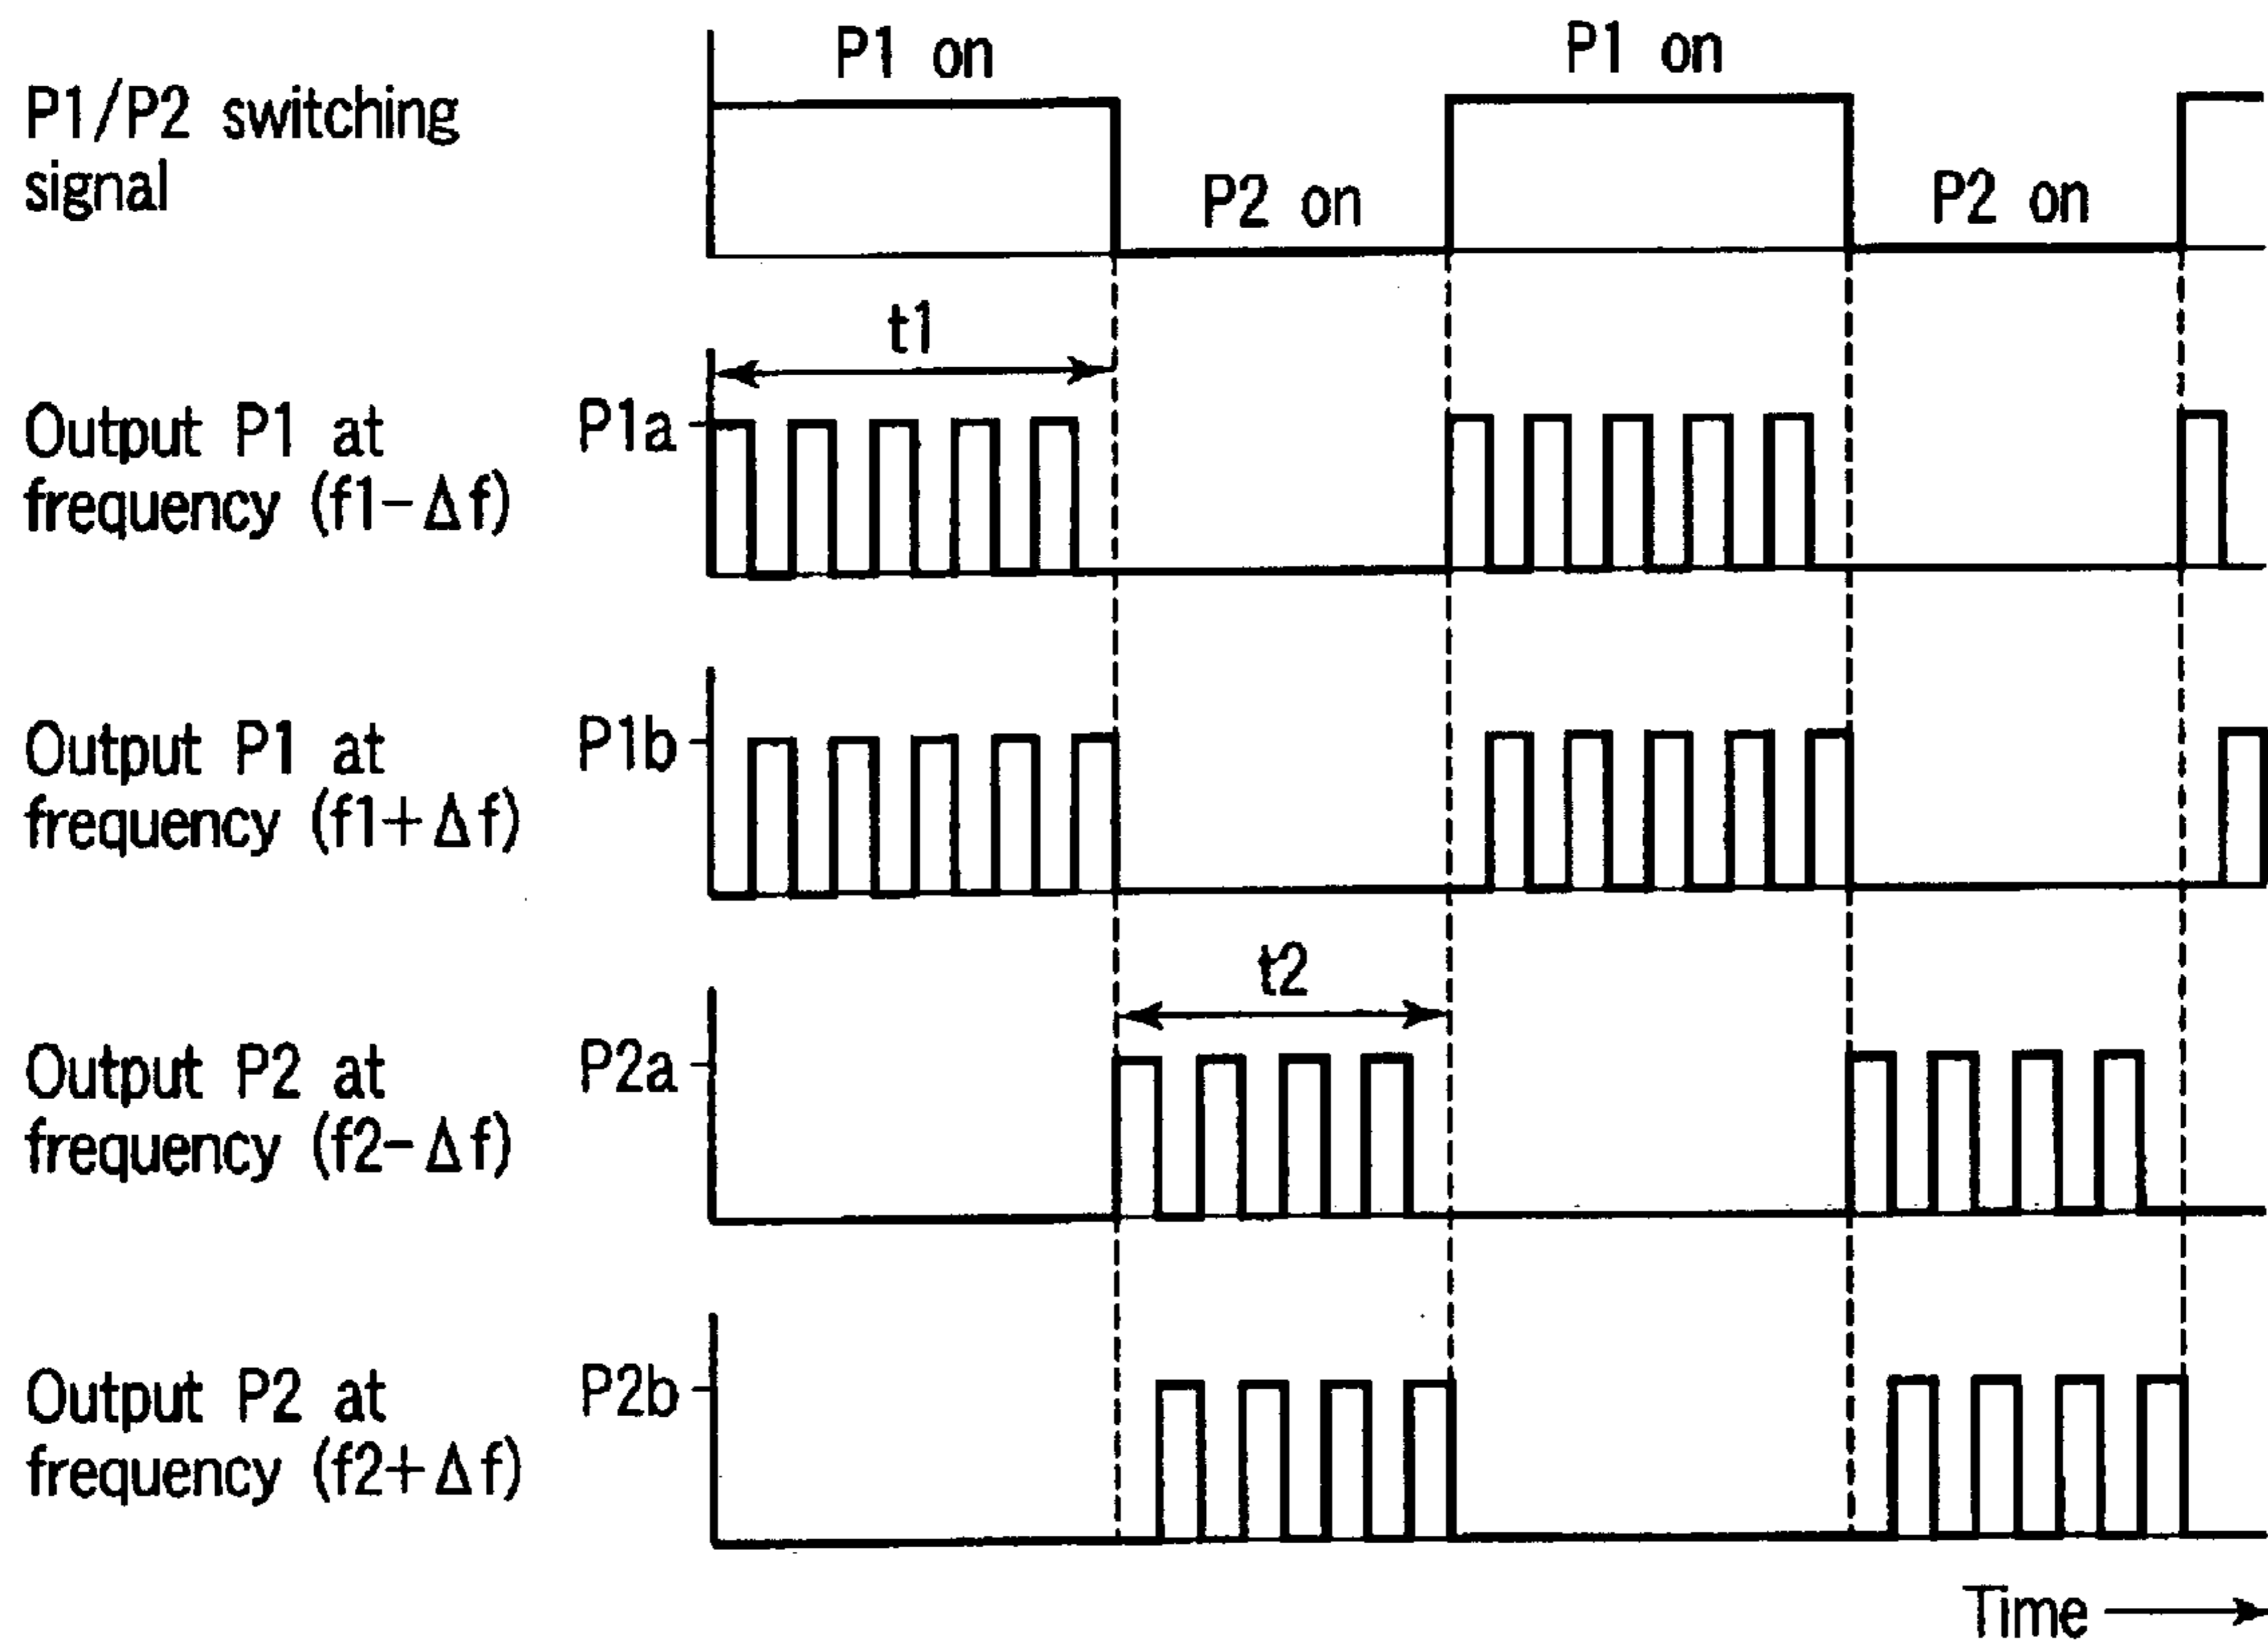 P1/P2 switching
signal
P1 on
P2 on
P1 on
P2 on
t1
Output P1 at
frequency (f1-Δf)
P1a
Output P1 at
frequency (f1+Δf)
P1b
t2
Output P2 at
frequency (f2-Δf)
P2a
Output P2 at
frequency (f2+Δf)
P2b
Time